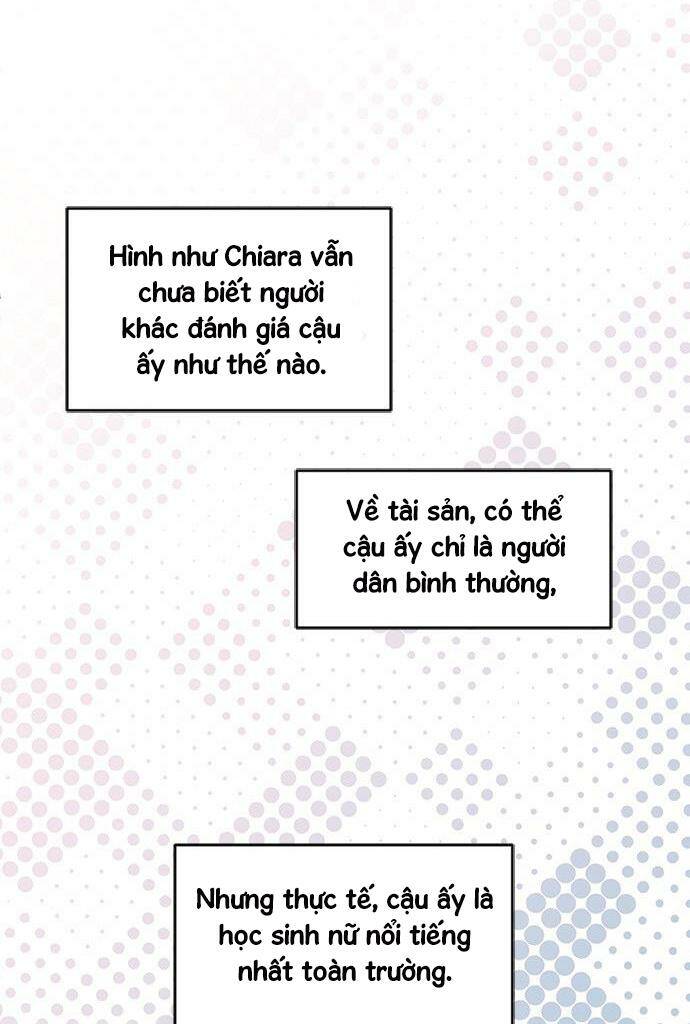 Hình như Chiara vẫn
chưa biết người
khác đánh giá cậu
ấy như thế nào.
Về tài sản, có thể
cậu ấy chỉ là người
dân bình thường,
Nhưng thực tế, cậu ấy là
học sinh nữ nổi tiếng
nhất toàn trường.